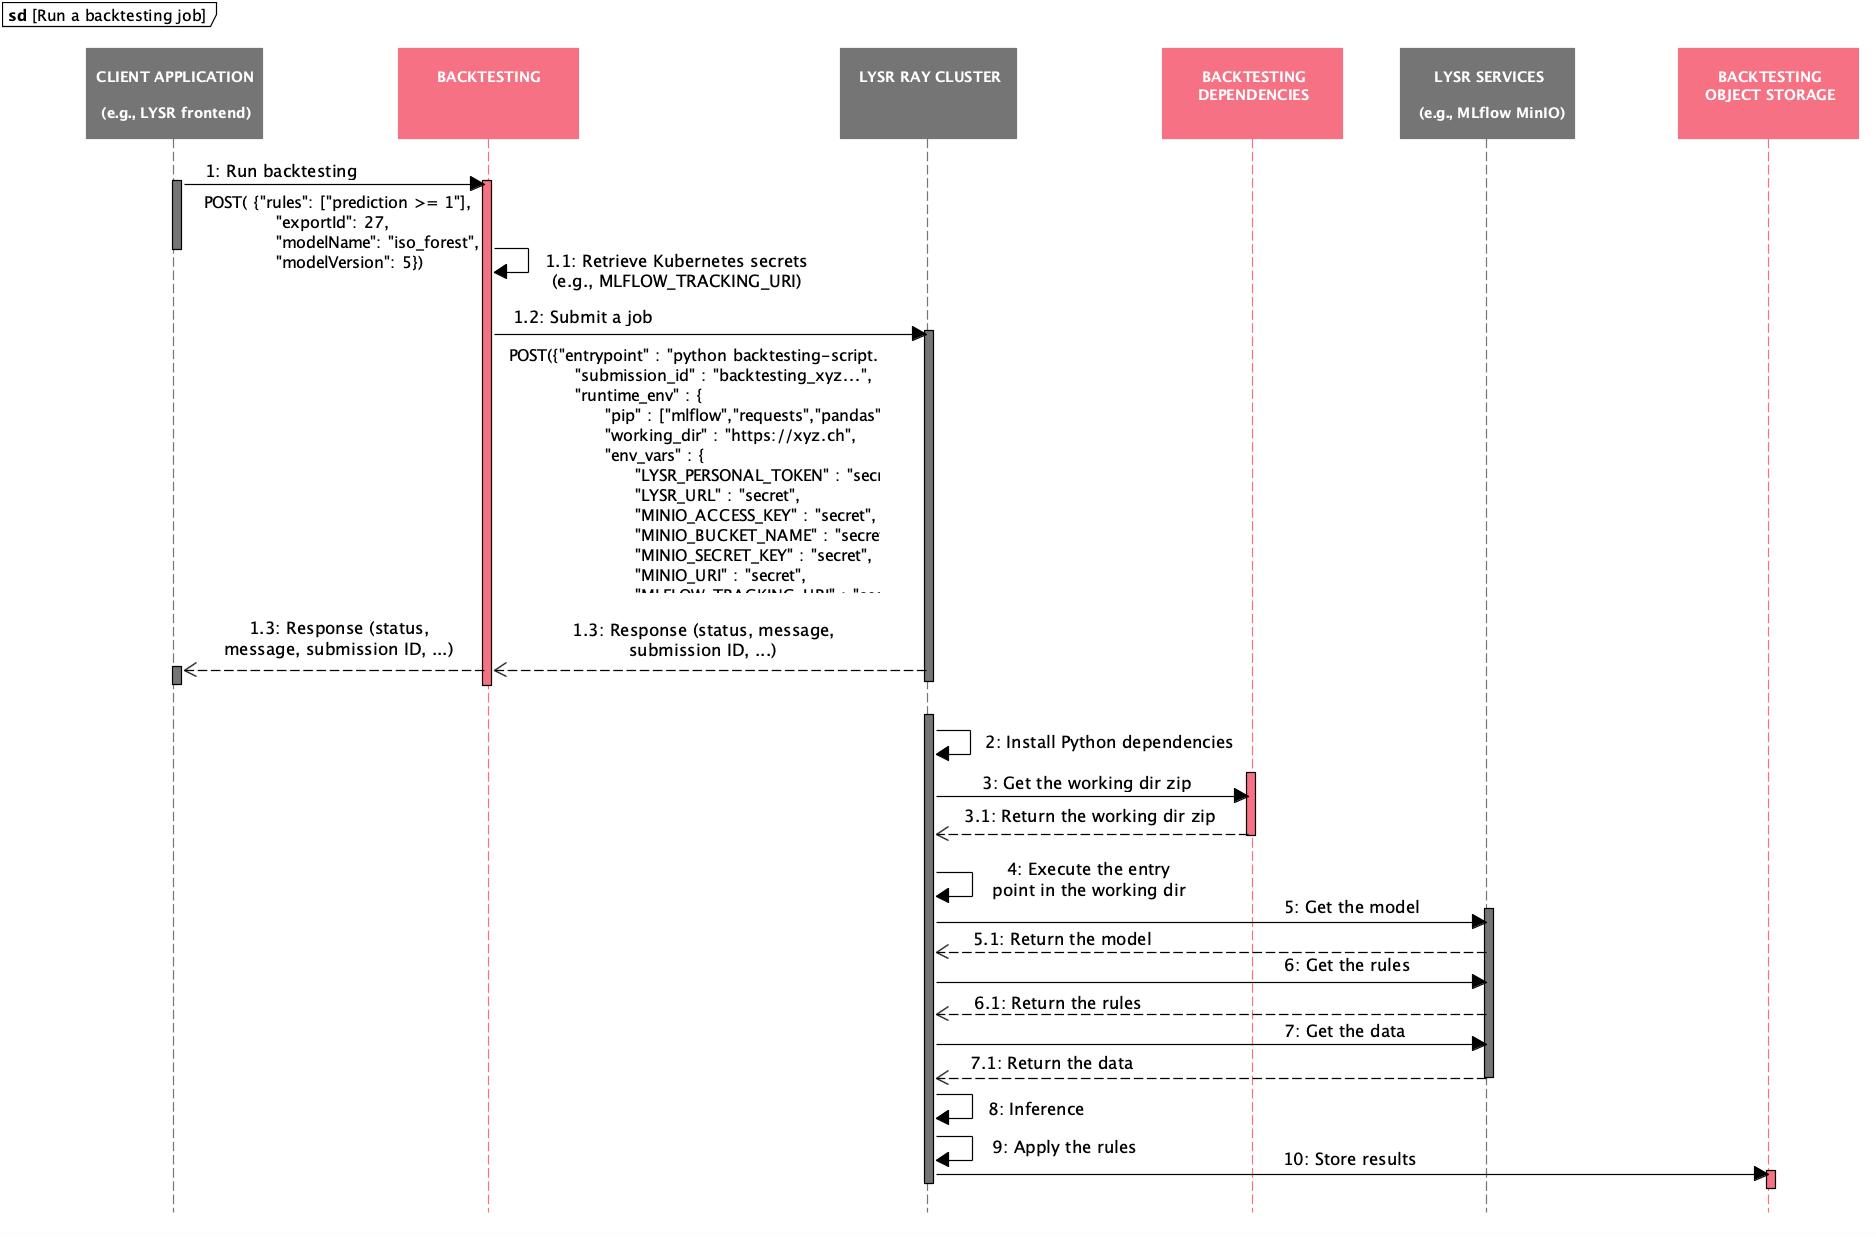 sd [Run a backtesting job]
CLIENT APPLICATION
(e.g., LYSR frontend)
BACKTESTING
LYSR RAY CLUSTER
BACKTESTING
DEPENDENCIES
LYSR SERVICES
(e.g., MLflow MinIO)
BACKTESTING
OBJECT STORAGE
1: Run backtesting
POST( {"rules": ["prediction >= 1"],
"exportId": 27,
"modelName": "iso_forest",
"modelVersion": 5})
1.1: Retrieve Kubernetes secrets
(e.g., MLFLOW_TRACKING_URI)
1.2: Submit a job
POST({"entrypoint" : "python backtesting-script.
"submission_id" : "backtesting_xyz...",
"runtime_env" : {
"pip" : ["mlflow","requests","pandas"
"working_dir" : "https://xyz.ch",
"env_vars" : {
"LYSR_PERSONAL_TOKEN" : "secr
"LYSR_URL" : "secret",
"MINIO_ACCESS_KEY" : "secret",
"MINIO_BUCKET_NAME" : "secre
"MINIO_SECRET_KEY" : "secret",
"MINIO_URI" : "secret",
"MLFLOW_TRACKING_URI" :
1.3: Response (status,
message, submission ID, ...)
1.3: Response (status, message,
submission ID, ...)
2: Install Python dependencies
3: Get the working dir zip
3.1: Return the working dir zip
4: Execute the entry
point in the working dir
5: Get the model
5.1: Return the model
6: Get the rules
6.1: Return the rules
7: Get the data
7.1: Return the data
8: Inference
9: Apply the rules
10: Store results